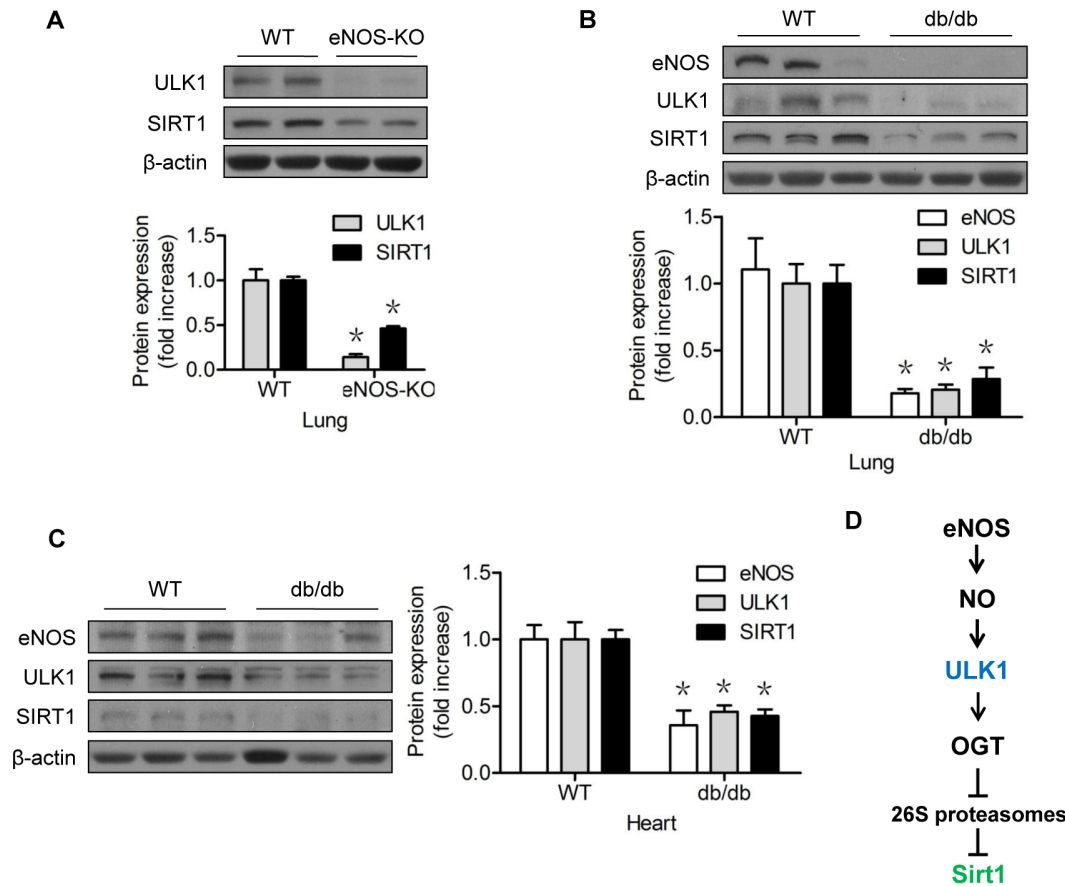 A
WT eNOS-KO
ULK1
SIRT1
β-actin
Protein expression
(fold increase)
1.5
1.0
0.5
0.0
ULK1
SIRT1
*
*
WT
eNOS-KO
Lung
B
WT db/db
eNOS
ULK1
SIRT1
β-actin
Protein expression
(fold increase)
1.5
1.0
0.5
0.0
eNOS
ULK1
SIRT1
* * *
WT
db/db
Lung
C
WT db/db
eNOS
ULK1
SIRT1
β-actin
Protein expression
(fold increase)
1.5
1.0
0.5
0.0
eNOS
ULK1
SIRT1
* * *
WT
db/db
Heart
D
eNOS
NO
ULK1
OGT
26S proteasomes
Sirt1